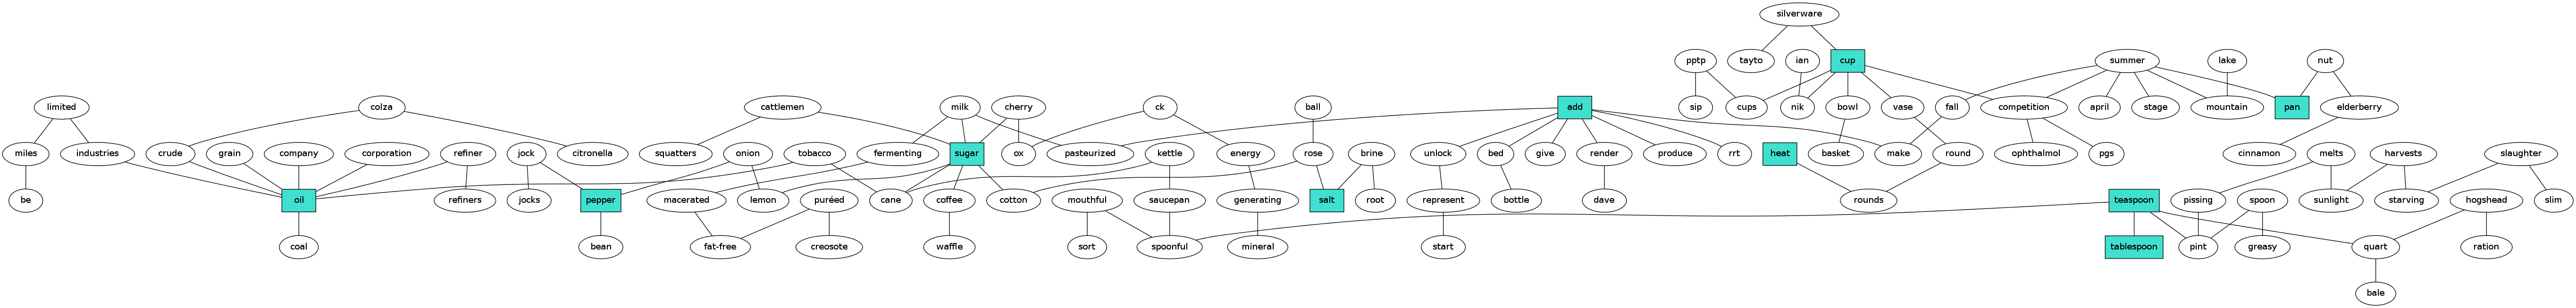 silverware
pptp
tayto
ian
cup
summer
lake
nut
limited
colza
cattlemen
milk
cherry
ck
ball
add
sip
cups
nik
bowl
vase
fall
competition
april
stage
mountain
pan
elderberry
miles
industries
crude
grain
company
corporation
refiner
jock
citronella
squatters
onion
tobacco
fermenting
sugar
ox
pasteurized
kettle
energy
rose
brine
unlock
bed
give
render
produce
rrt
heat
basket
make
round
ophthalmol
pgs
cinnamon
melts
harvests
slaughter
be
oil
refiners
jocks
pepper
macerated
lemon
puréed
cane
coffee
cotton
mouthful
saucepan
generating
salt
root
represent
bottle
dave
rounds
teaspoon
pissing
spoon
sunlight
starving
hogshead
slim
coal
bean
fat-free
creosote
waffle
sort
spoonful
mineral
start
tablespoon
pint
greasy
quart
ration
bale